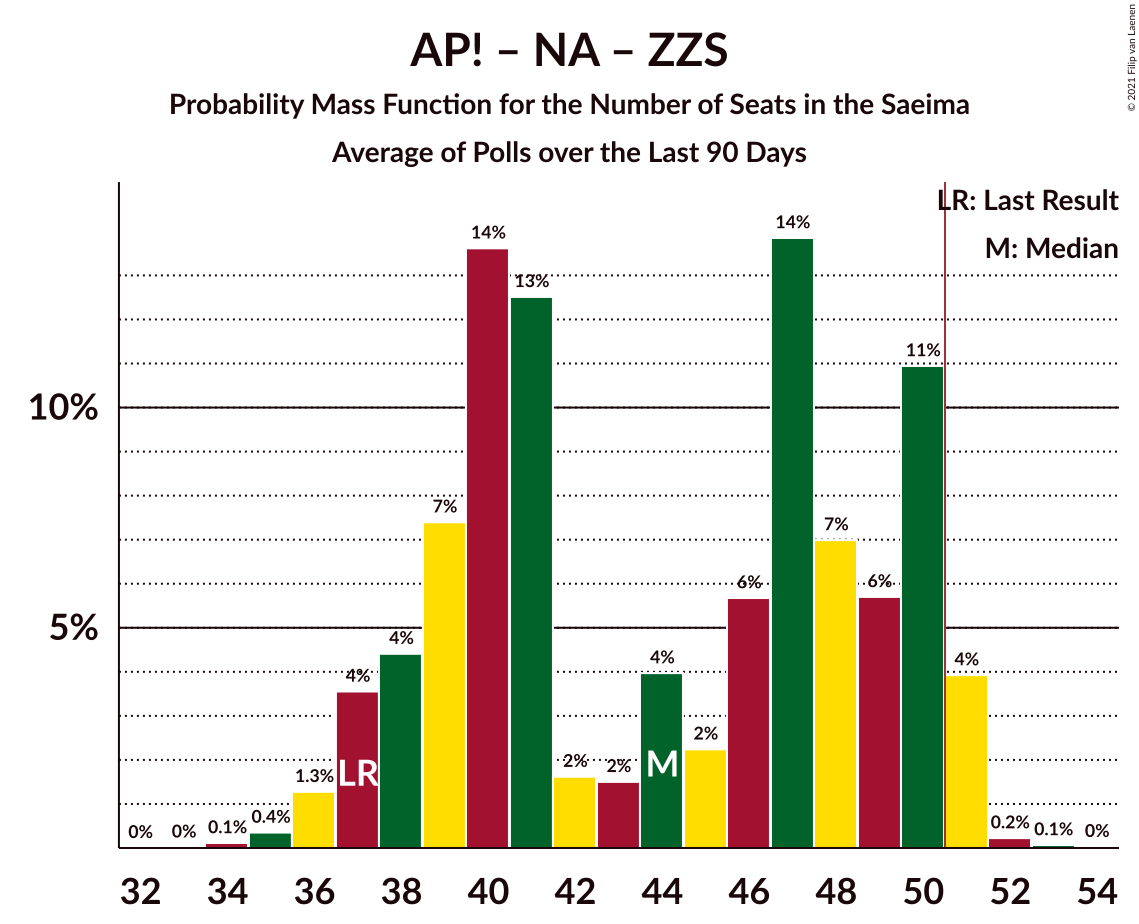 AP! – NA – ZZS
Probability Mass Function for the Number of Seats in the Saeima
Average of Polls over the Last 90 Days
© 2021 Filip van Laenen
LR: Last Result
M: Median
10%
5%
0%
0%
0.1%
0.4%
1.3%
4%
4%
7%
14%
13%
2%
2%
4%
2%
6%
14%
7%
6%
11%
4%
0.2%
0.1%
0%
LR
M
32 34 36 38 40 42 44 46 48 50 52 54